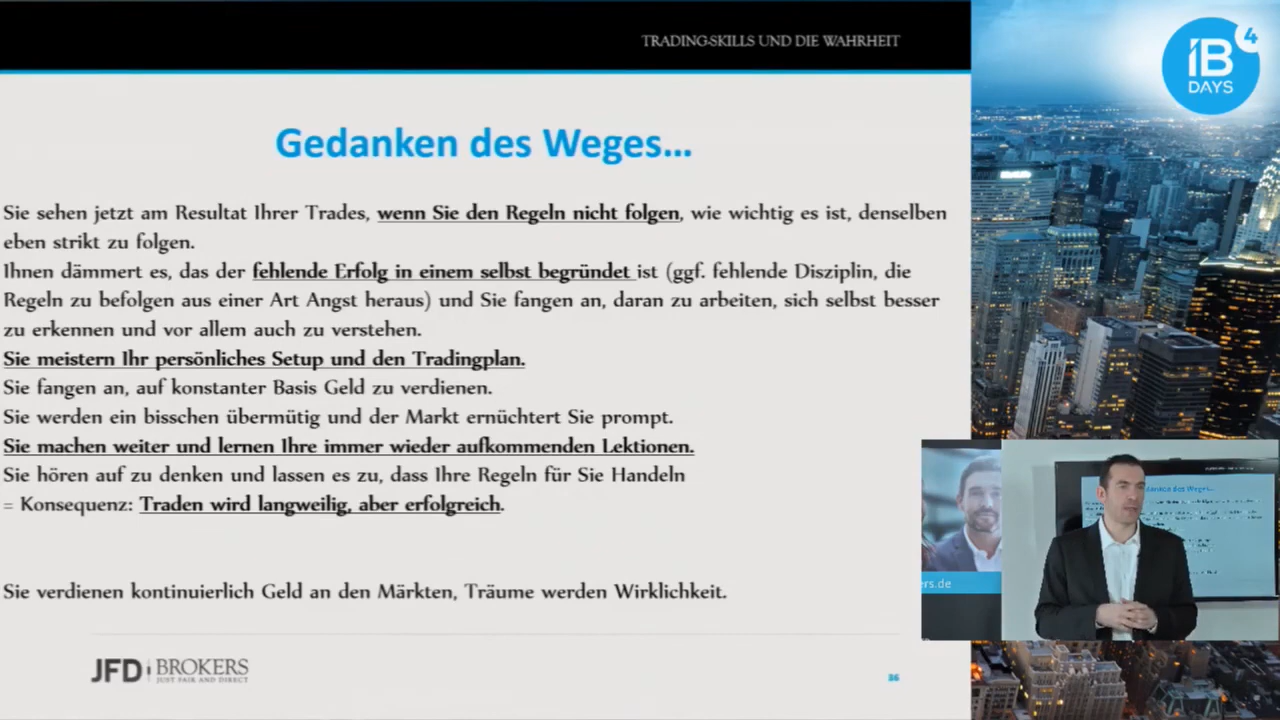 TRADING-SKILLS UND DIE WAHRHEIT
iB 4
DAYS
Gedanken des Weges...
Sie sehen jetzt am Resultat Ihrer Trades, wenn Sie den Regeln nicht folgen, wie wichtig es ist, denselben
eben strikt zu folgen.
Ihnen dämmert es, das der fehlende Erfolg in einem selbst begründet ist (ggf. fehlende Disziplin, die
Regeln zu befolgen aus einer Art Angst heraus) und Sie fangen an, daran zu arbeiten, sich selbst besser
zu erkennen und vor allem auch zu verstehen.
Sie meistern Ihr persönliches Setup und den Tradingplan.
Sie fangen an, auf konstanter Basis Geld zu verdienen.
Sie werden ein bisschen übermütig und der Markt ernüchtert Sie prompt.
Sie machen weiter und lernen Ihre immer wieder aufkommenden Lektionen.
Sie hören auf zu denken und lassen es zu, dass Ihre Regeln für Sie Handeln
= Konsequenz: Traden wird langweilig, aber erfolgreich.
Sie verdienen kontinuierlich Geld an den Märkten, Träume werden Wirklichkeit.
JFD BROKERS
JUST FAIR AND DIRECT
36
danken des Weges...
ers.de